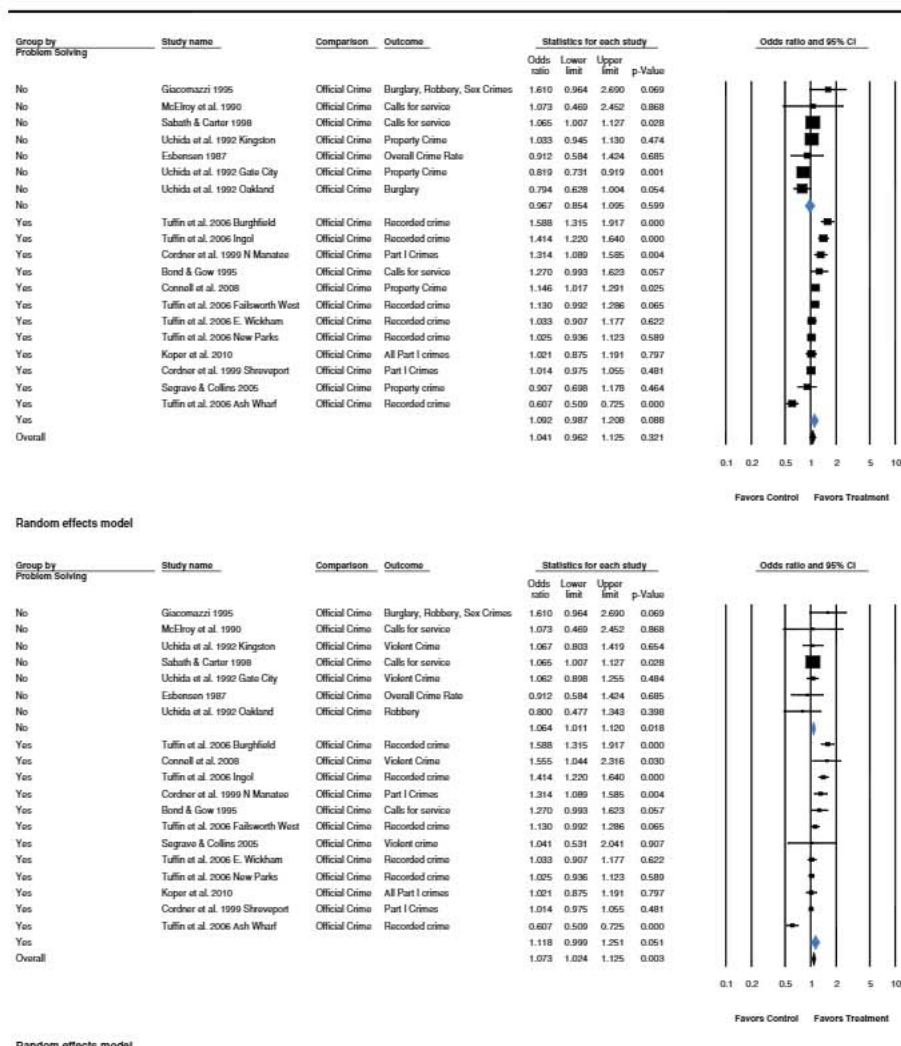 Group by Study name Comparison Outcome Statistics for each study Odds ratio and 95% CI
Problem Solving
Odds Lower Upper
ratio limit limit p-Value
No Giacomazzi 1995 Official Crime Burglary, Robbery, Sex Crimes 1.610 0.964 2.690 0.069
No McElroy et al. 1990 Official Crime Calls for service 1.073 0.469 2.452 0.868
No Sabath & Carter 1998 Official Crime Calls for service 1.065 1.007 1.127 0.028
No Uchida et al. 1992 Kingston Official Crime Property Crime 1.033 0.945 1.130 0.474
No Esbensen 1987 Official Crime Overall Crime Rate 0.912 0.584 1.424 0.685
No Uchida et al. 1992 Gate City Official Crime Property Crime 0.819 0.731 0.919 0.001
No Uchida et al. 1992 Oakland Official Crime Burglary 0.794 0.628 1.004 0.054
No 0.967 0.854 1.095 0.599
Yes Tuffin et al. 2006 Burghfield Official Crime Recorded crime 1.588 1.315 1.917 0.000
Yes Tuffin et al. 2006 Ingol Official Crime Recorded crime 1.414 1.220 1.640 0.000
Yes Cordner et al. 1999 N Manatee Official Crime Part I Crimes 1.314 1.089 1.585 0.004
Yes Bond & Gow 1995 Official Crime Calls for service 1.270 0.993 1.623 0.057
Yes Connell et al. 2008 Official Crime Property Crime 1.146 1.017 1.291 0.025
Yes Tuffin et al. 2006 Failsworth West Official Crime Recorded crime 1.130 0.992 1.286 0.065
Yes Tuffin et al. 2006 E. Wickham Official Crime Recorded crime 1.033 0.907 1.177 0.622
Yes Tuffin et al. 2006 New Parks Official Crime Recorded crime 1.025 0.936 1.123 0.589
Yes Koper et al. 2010 Official Crime All Part I crimes 1.021 0.875 1.191 0.797
Yes Cordner et al. 1999 Shreveport Official Crime Part I Crimes 1.014 0.975 1.055 0.481
Yes Segrave & Collins 2005 Official Crime Property crime 0.907 0.698 1.178 0.464
Yes Tuffin et al. 2006 Ash Wharf Official Crime Recorded crime 0.607 0.509 0.725 0.000
Yes 1.092 0.987 1.208 0.088
Overall 1.041 0.962 1.125 0.321
0.1 0.2 0.5 1 2 5 10
Favors Control Favors Treatment
Random effects model
Group by Study name Comparison Outcome Statistics for each study Odds ratio and 95% CI
Problem Solving
Odds Lower Upper
ratio limit limit p-Value
No Giacomazzi 1995 Official Crime Burglary, Robbery, Sex Crimes 1.610 0.964 2.690 0.069
No McElroy et al. 1990 Official Crime Calls for service 1.073 0.469 2.452 0.868
No Uchida et al. 1992 Kingston Official Crime Violent Crime 1.067 0.803 1.419 0.654
No Sabath & Carter 1998 Official Crime Calls for service 1.065 1.007 1.127 0.028
No Uchida et al. 1992 Gate City Official Crime Violent Crime 1.062 0.898 1.255 0.484
No Esbensen 1987 Official Crime Overall Crime Rate 0.912 0.584 1.424 0.685
No Uchida et al. 1992 Oakland Official Crime Robbery 0.800 0.477 1.343 0.398
No 1.064 1.011 1.120 0.018
Yes Tuffin et al. 2006 Burghfield Official Crime Recorded crime 1.588 1.315 1.917 0.000
Yes Connell et al. 2008 Official Crime Violent Crime 1.555 1.044 2.316 0.030
Yes Tuffin et al. 2006 Ingol Official Crime Recorded crime 1.414 1.220 1.640 0.000
Yes Cordner et al. 1999 N Manatee Official Crime Part I Crimes 1.314 1.089 1.585 0.004
Yes Bond & Gow 1995 Official Crime Calls for service 1.270 0.993 1.623 0.057
Yes Tuffin et al. 2006 Failsworth West Official Crime Recorded crime 1.130 0.992 1.286 0.065
Yes Segrave & Collins 2005 Official Crime Violent crime 1.041 0.531 2.041 0.907
Yes Tuffin et al. 2006 E. Wickham Official Crime Recorded crime 1.033 0.907 1.177 0.622
Yes Tuffin et al. 2006 New Parks Official Crime Recorded crime 1.025 0.936 1.123 0.589
Yes Koper et al. 2010 Official Crime All Part I crimes 1.021 0.875 1.191 0.797
Yes Cordner et al. 1999 Shreveport Official Crime Part I Crimes 1.014 0.975 1.055 0.481
Yes Tuffin et al. 2006 Ash Wharf Official Crime Recorded crime 0.607 0.509 0.725 0.000
Yes 1.118 0.999 1.251 0.051
Overall 1.073 1.024 1.125 0.003
0.1 0.2 0.5 1 2 5 10
Favors Control Favors Treatment
Random effects model